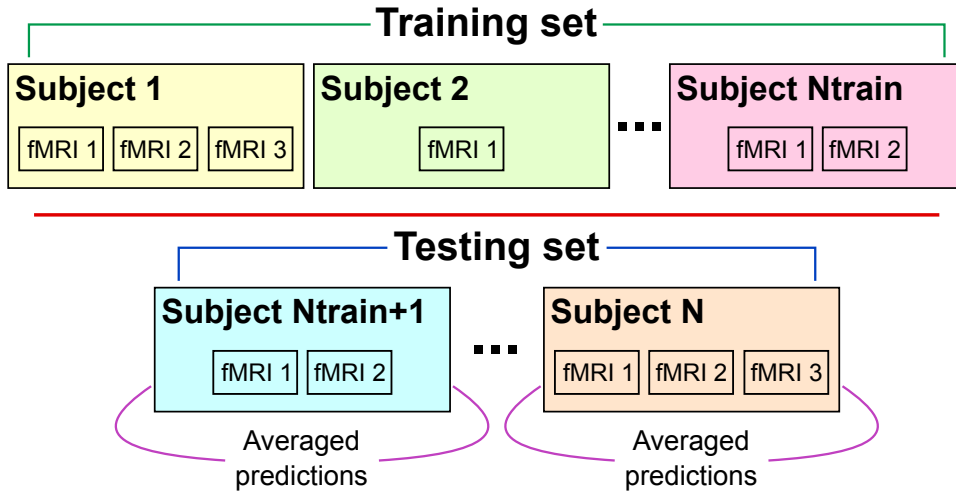 Training set
Subject 1
fMRI 1 fMRI 2 fMRI 3
Subject 2
fMRI 1
Subject Ntrain
fMRI 1 fMRI 2
Testing set
Subject Ntrain+1
fMRI 1 fMRI 2
Subject N
fMRI 1 fMRI 2 fMRI 3
Averaged
predictions
Averaged
predictions